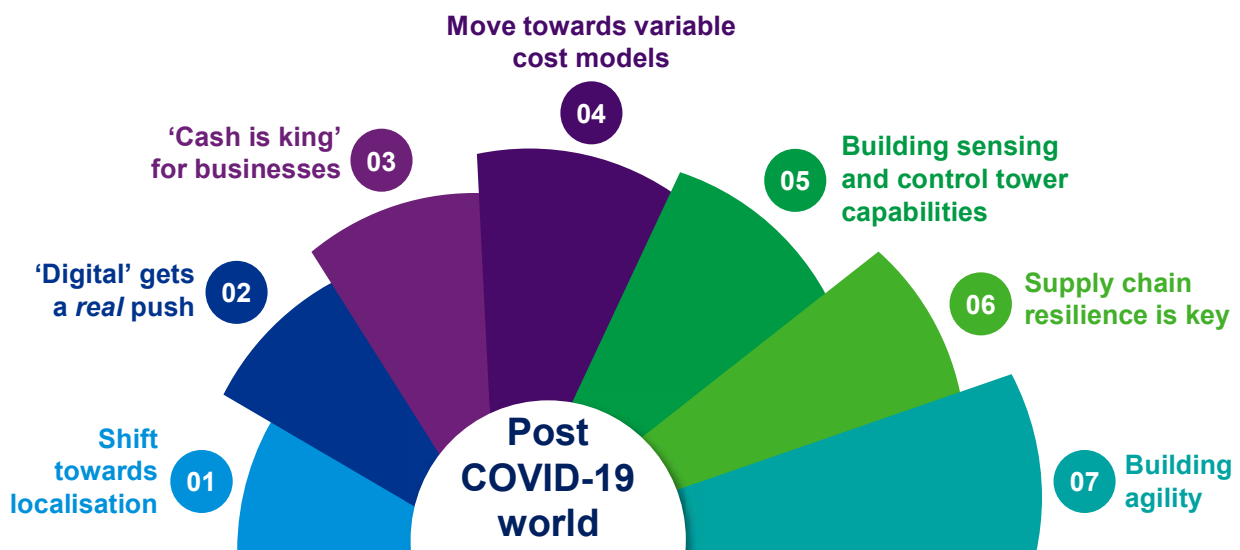 Shift
towards
localisation
01
‘Digital’ gets
a real push
02
‘Cash is king’
for businesses
03
Move towards variable
cost models
04
05
Building sensing
and control tower
capabilities
06
Supply chain
resilience is key
07
Building
agility
Post
COVID-19
world